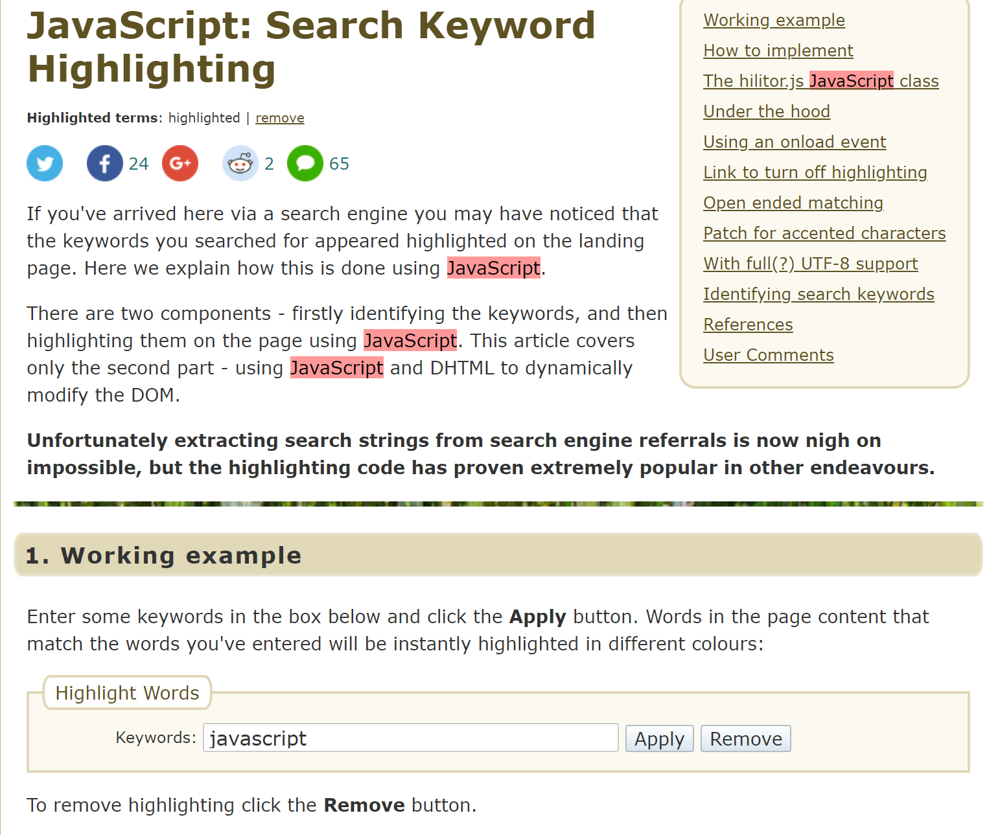 JavaScript: Search Keyword
Highlighting
Highlighted terms: highlighted | remove
24
2
65
If you've arrived here via a search engine you may have noticed that
the keywords you searched for appeared highlighted on the landing
page. Here we explain how this is done using JavaScript.
There are two components - firstly identifying the keywords, and then
highlighting them on the page using JavaScript. This article covers
only the second part - using JavaScript and DHTML to dynamically
modify the DOM.
Working example
How to implement
The hilitor.js JavaScript class
Under the hood
Using an onload event
Link to turn off highlighting
Open ended matching
Patch for accented characters
With full(?) UTF-8 support
Identifying search keywords
References
User Comments
Unfortunately extracting search strings from search engine referrals is now nigh on
impossible, but the highlighting code has proven extremely popular in other endeavours.
1. Working example
Enter some keywords in the box below and click the Apply button. Words in the page content that
match the words you've entered will be instantly highlighted in different colours:
Highlight Words
Keywords: javascript Apply Remove
To remove highlighting click the Remove button.